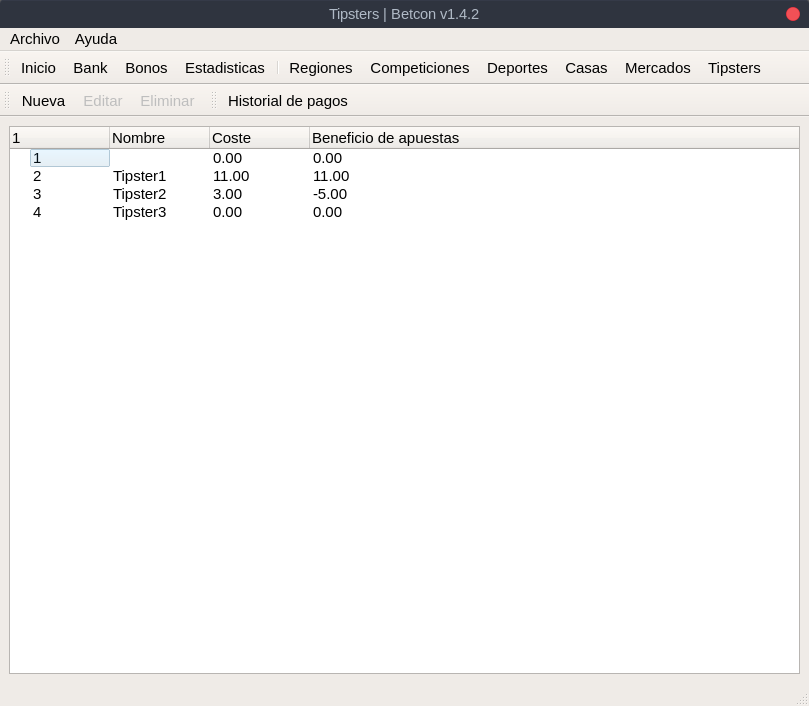 Tipsters | Betcon v1.4.2
Archivo Ayuda
Inicio Bank Bonos Estadisticas Regiones Competiciones Deportes Casas Mercados Tipsters
Nueva Editar Eliminar Historial de pagos
1 Nombre Coste Beneficio de apuestas
1 0.00 0.00
2 Tipster1 11.00 11.00
3 Tipster2 3.00 -5.00
4 Tipster3 0.00 0.00